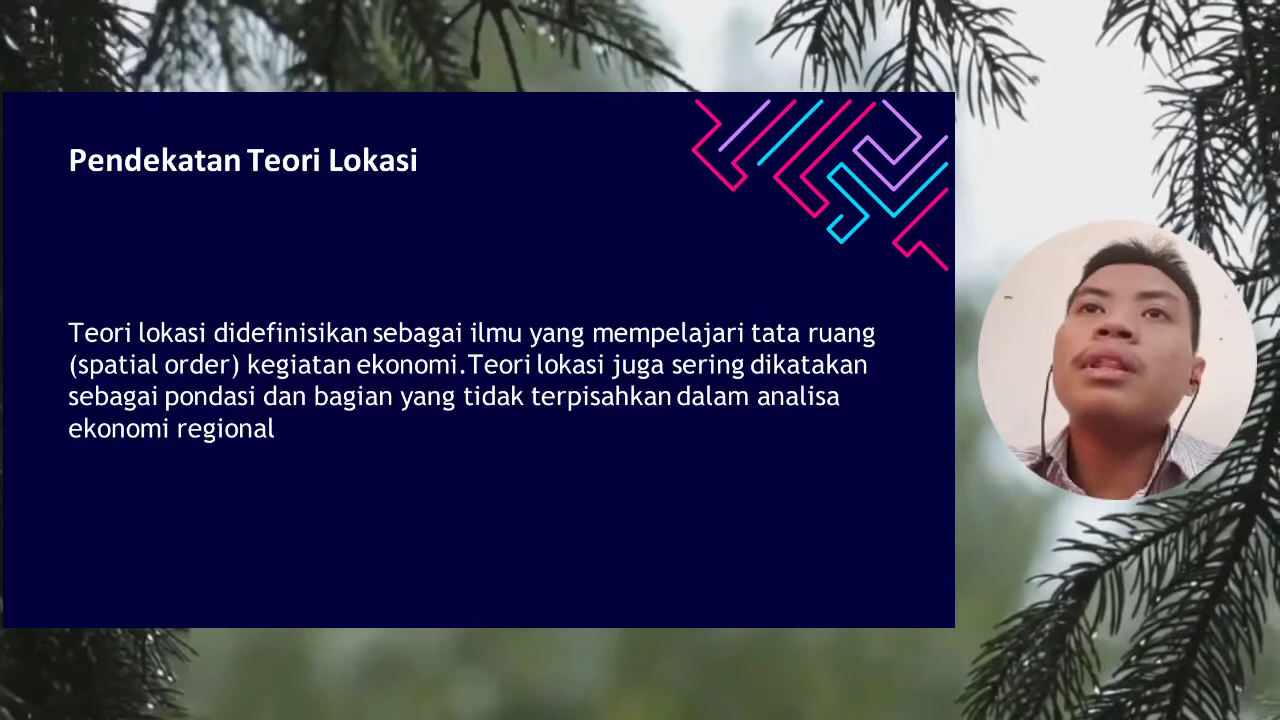 Pendekatan Teori Lokasi
Teori lokasi didefinisikan sebagai ilmu yang mempelajari tata ruang
(spatial order) kegiatan ekonomi.Teori lokasi juga sering dikatakan
sebagai pondasi dan bagian yang tidak terpisahkan dalam analisa
ekonomi regional